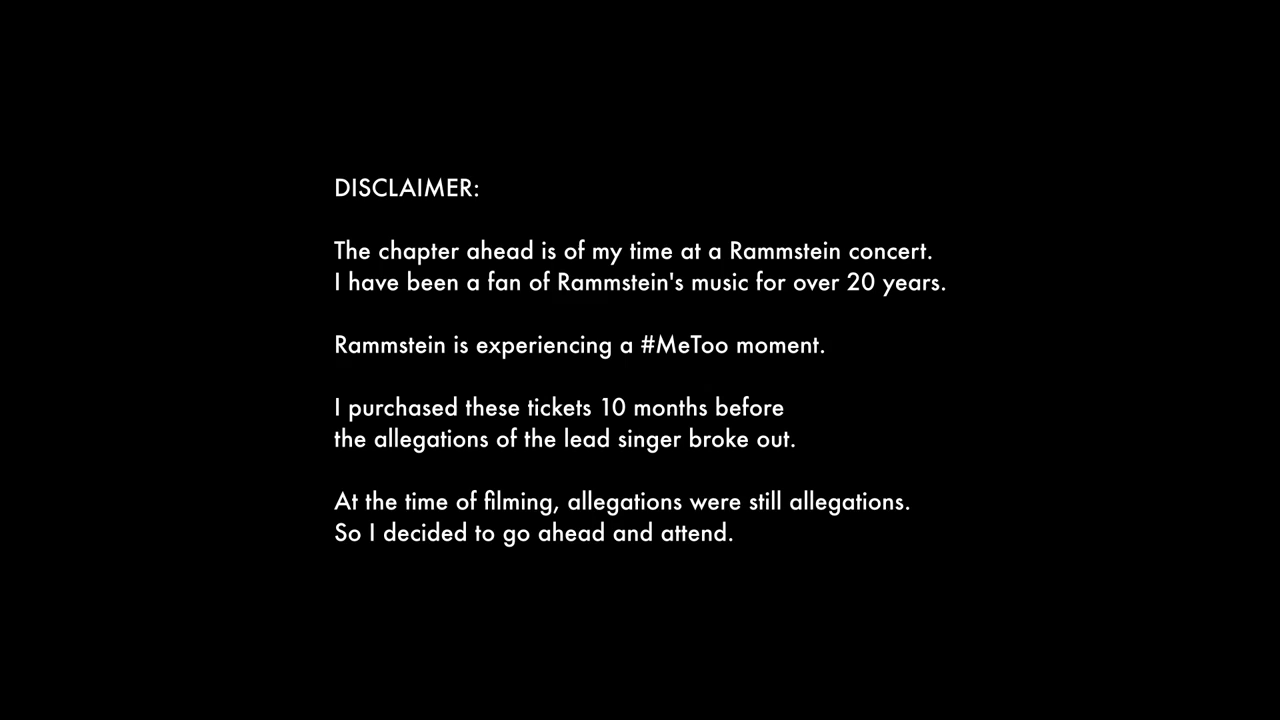 DISCLAIMER:
The chapter ahead is of my time at a Rammstein concert.
I have been a fan of Rammstein's music for over 20 years.
Rammstein is experiencing a #MeToo moment.
I purchased these tickets 10 months before
the allegations of the lead singer broke out.
At the time of filming, allegations were still allegations.
So I decided to go ahead and attend.